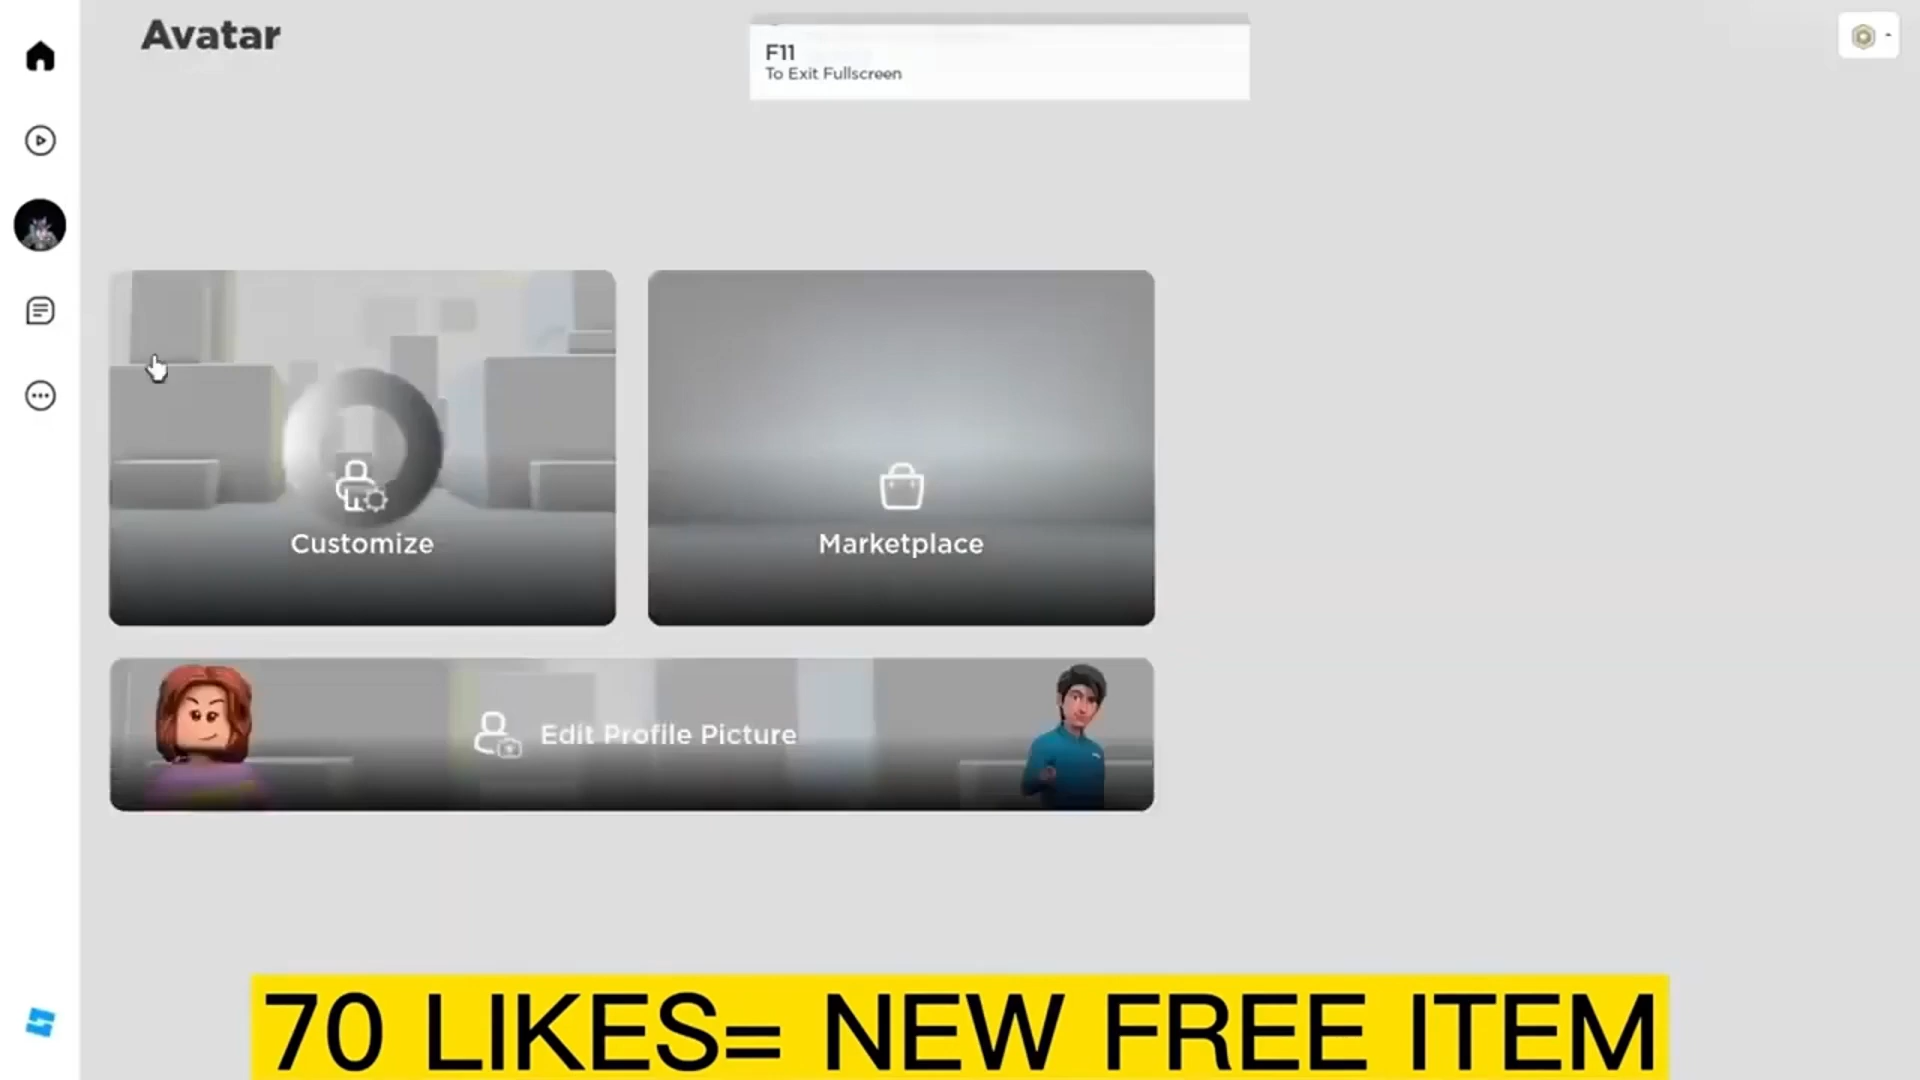 Avatar
F11
To Exit Fullscreen
Customize
Marketplace
Edit Profile Picture
70 LIKES= NEW FREE ITEM